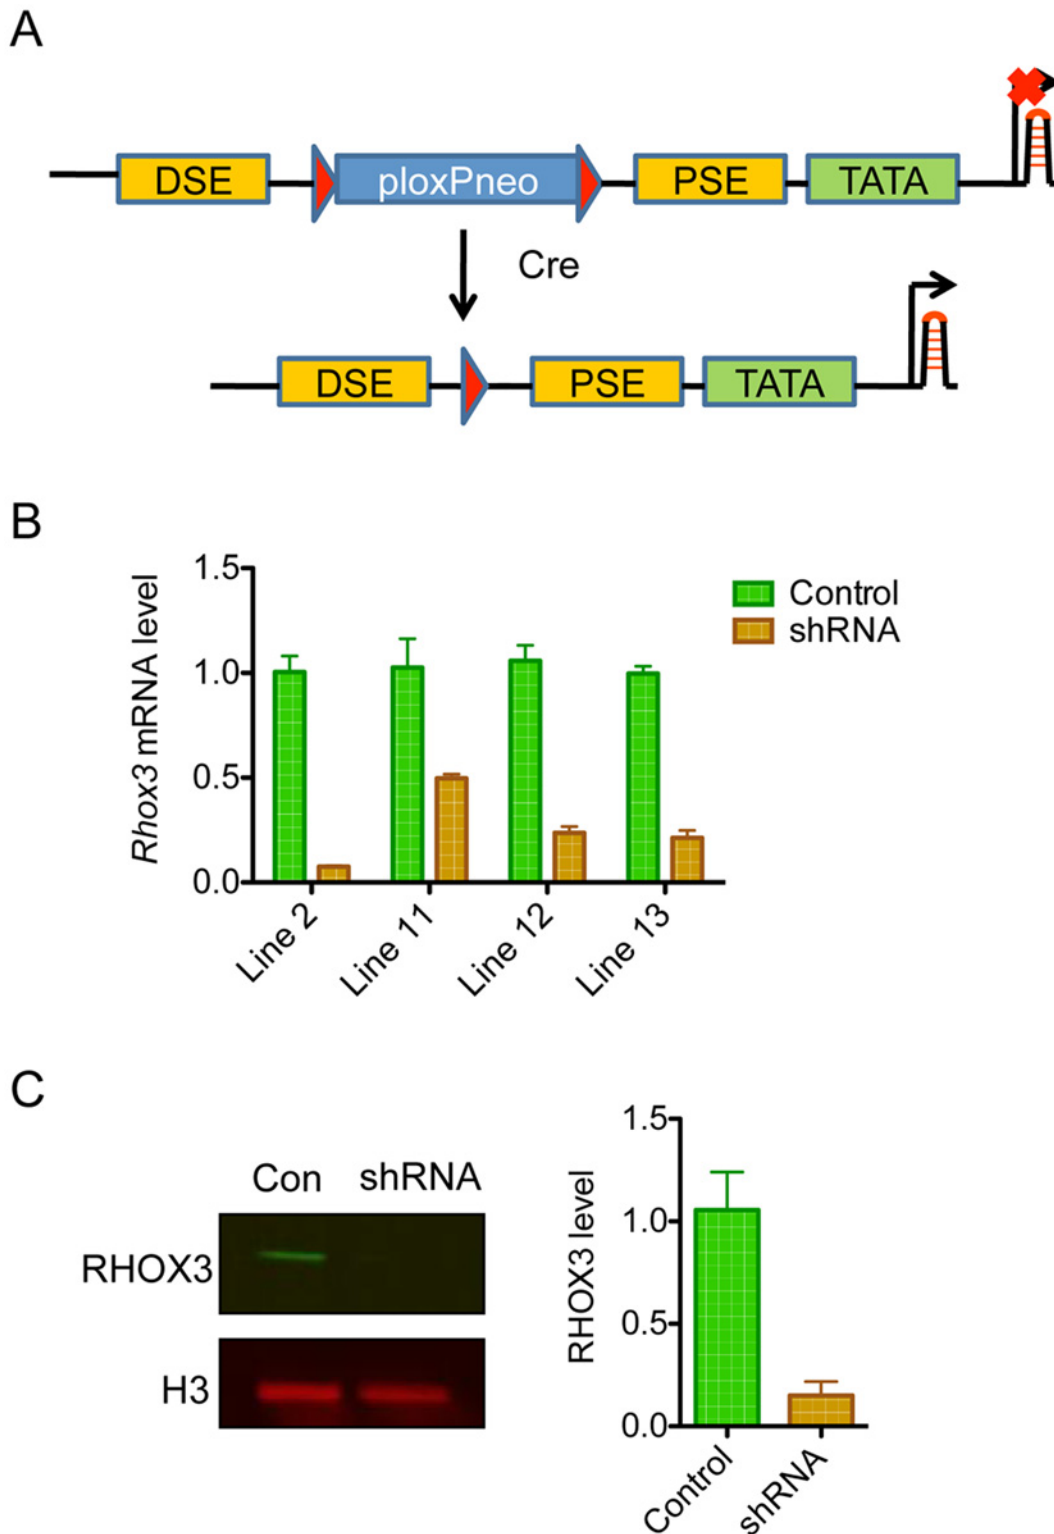 A
DSE ploxPneo PSE TATA
Cre
DSE PSE TATA
B
Rhox3 mRNA level
1.5
1.0
0.5
0.0
Control
shRNA
Line 2
Line 11
Line 12
Line 13
C
Con shRNA
RHOX3
H3
RHOX3 level
1.5
1.0
0.5
0.0
Control
shRNA